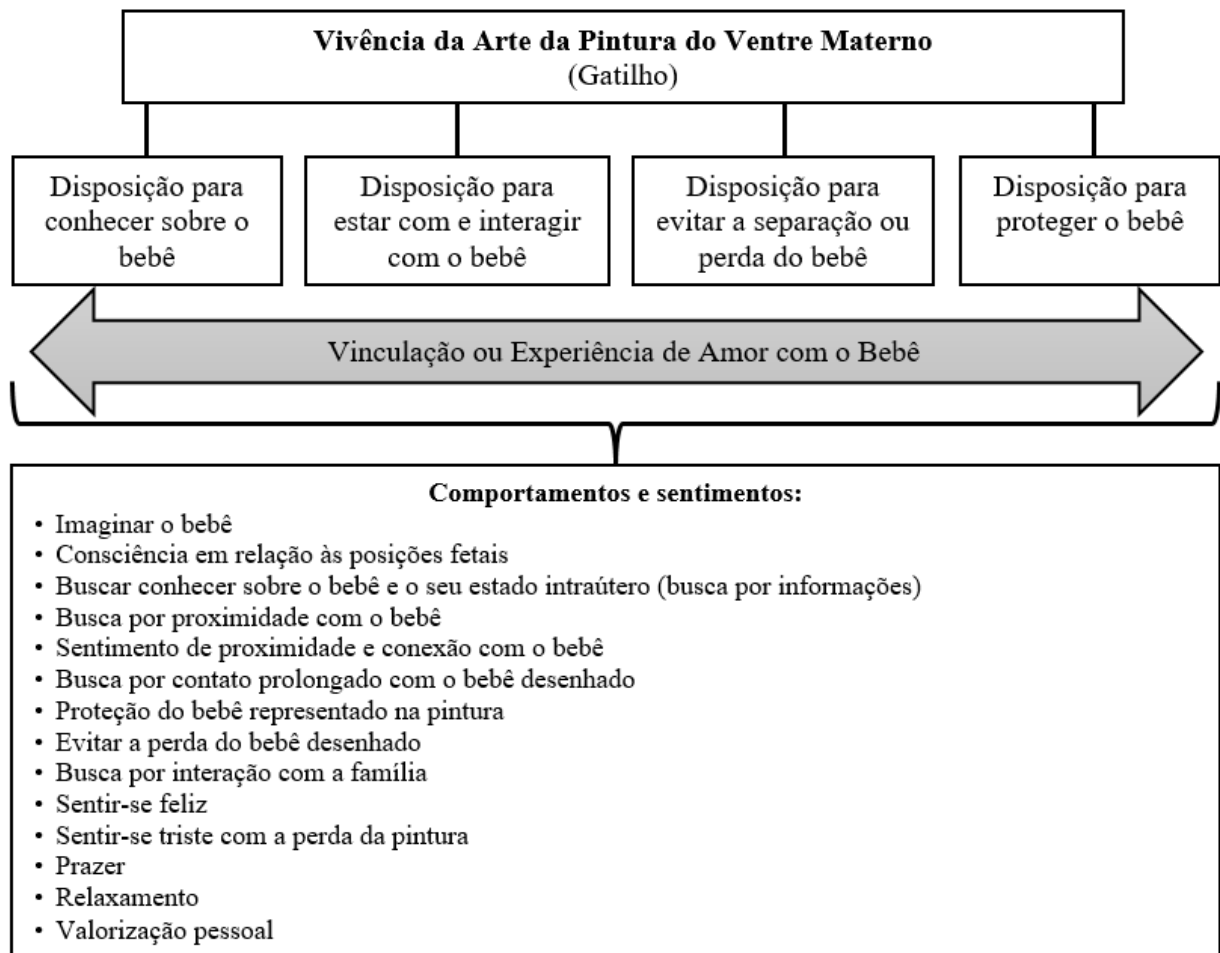 Vivência da Arte da Pintura do Ventre Materno
(Gatilho)
Disposição para
conhecer sobre o
bebê
Disposição para
estar com e interagir
com o bebê
Disposição para
evitar a separação ou
perda do bebê
Disposição para
proteger o bebê
Vinculação ou Experiência de Amor com o Bebê
Comportamentos e sentimentos:
• Imaginar o bebê
• Consciência em relação às posições fetais
• Buscar conhecer sobre o bebê e o seu estado intraútero (busca por informações)
• Busca por proximidade com o bebê
• Sentimento de proximidade e conexão com o bebê
• Busca por contato prolongado com o bebê desenhado
• Proteção do bebê representado na pintura
• Evitar a perda do bebê desenhado
• Busca por interação com a família
• Sentir-se feliz
• Sentir-se triste com a perda da pintura
• Prazer
• Relaxamento
• Valorização pessoal